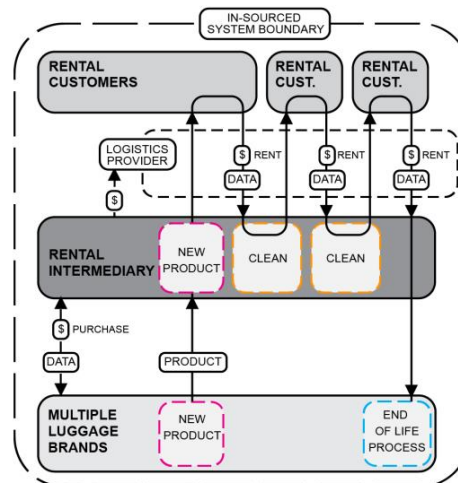 IN-SOURCED
SYSTEM BOUNDARY
RENTAL
CUSTOMERS
RENTAL
CUST.
RENTAL
CUST.
LOGISTICS
PROVIDER
$ RENT
$ RENT
$ RENT
DATA
DATA
DATA
$
RENTAL
INTERMEDIARY
NEW
PRODUCT
CLEAN
CLEAN
$ PURCHASE
DATA
PRODUCT
MULTIPLE
LUGGAGE
BRANDS
NEW
PRODUCT
END
OF LIFE
PROCESS